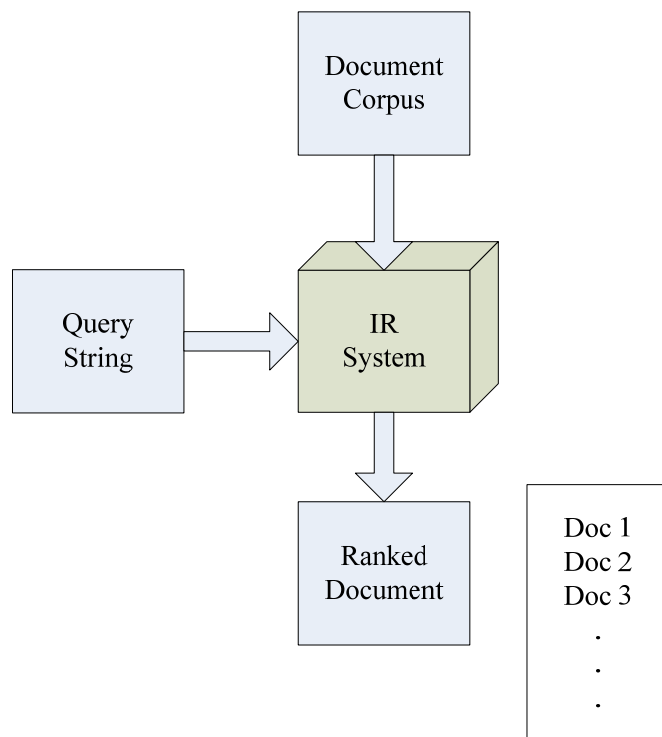 Document
Corpus
Query
String
IR
System
Ranked
Document
Doc 1
Doc 2
Doc 3
.
.
.